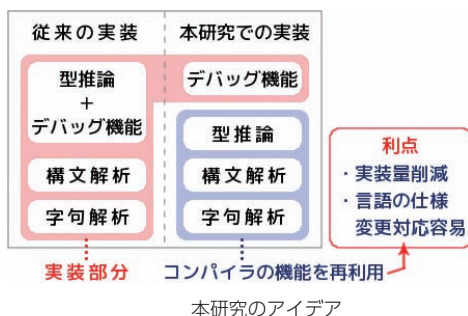 従来の実装
本研究での実装
型推論
+
デバッグ機能
構文解析
字句解析
デバッグ機能
型推論
構文解析
字句解析
利点
・実装量削減
・言語の仕様
変更対応容易
実装部分
コンパイラの機能を再利用
本研究のアイデア